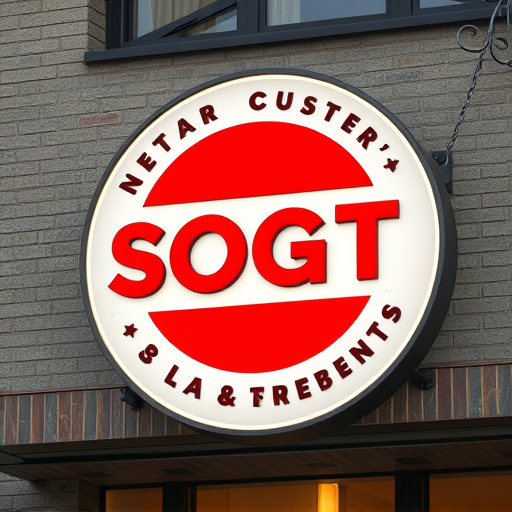 NETAR CUSTER'
SOGT
8 LA & TREBENTS